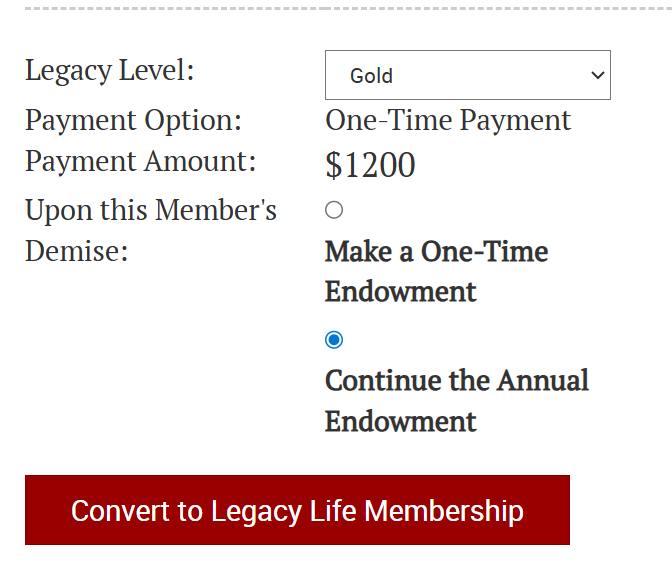 Legacy Level:
Gold
Payment Option:
One-Time Payment
Payment Amount:
$1200
Upon this Member's
Demise:
Make a One-Time
Endowment
Continue the Annual
Endowment
Convert to Legacy Life Membership